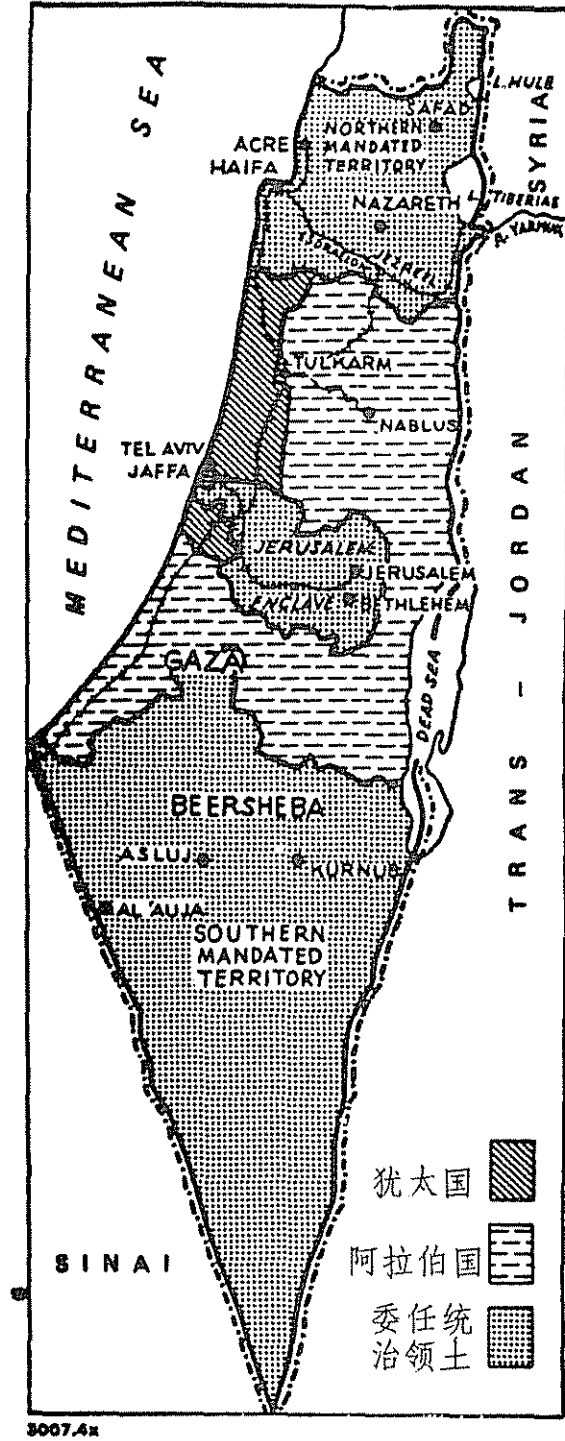 MEDITERRANEAN SEA
L. HULE
SAFAD
SYRIA
ACRE
HAIFA
NORTHERN
MANDATED
TERRITORY
NAZARETH
TIBERIAS
R. YARMUK
JEZREEL
TULKARM
NABLUS
TEL AVIV
JAFFA
JERUSALEM
ENCLAVE
JERUSALEM
BETHLEHEM
GAZA
DEAD SEA
TRANS - JORDAN
BEERSHEBA
ASLUJ
KURNUB
AL 'AUJA
SOUTHERN
MANDATED
TERRITORY
SINAI
犹太国
阿拉伯国
委任统
治领土
3007.4x